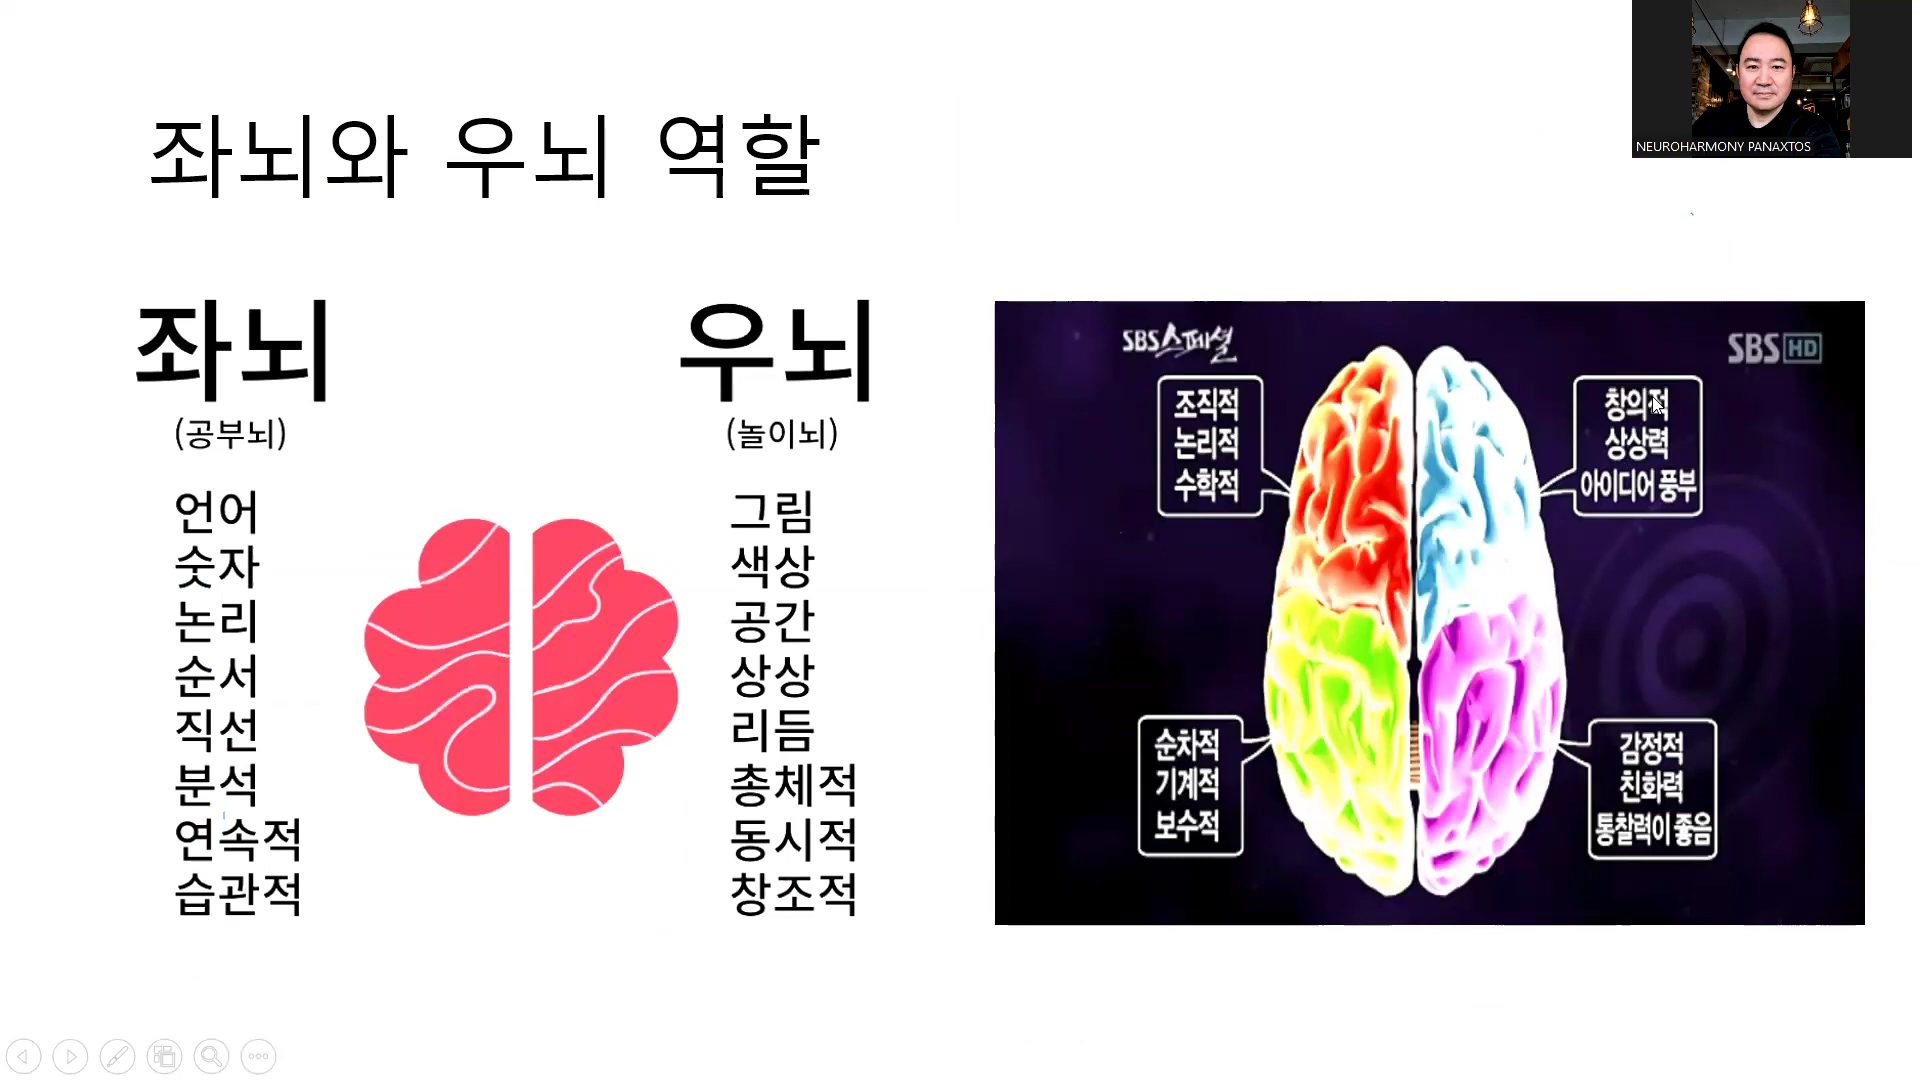 좌뇌와 우뇌 역할
NEUROHARMONY PANAXTOS
좌뇌
(공부뇌)
언어
숫자
논리
순서
직선
분석
연속적
습관적
우뇌
(놀이뇌)
그림
색상
공간
상상
리듬
총체적
동시적
창조적
SBS스페셜
SBS HD
조직적
논리적
수학적
창의적
상상력
아이디어 풍부
순차적
기계적
보수적
감정적
친화력
통찰력이 좋음